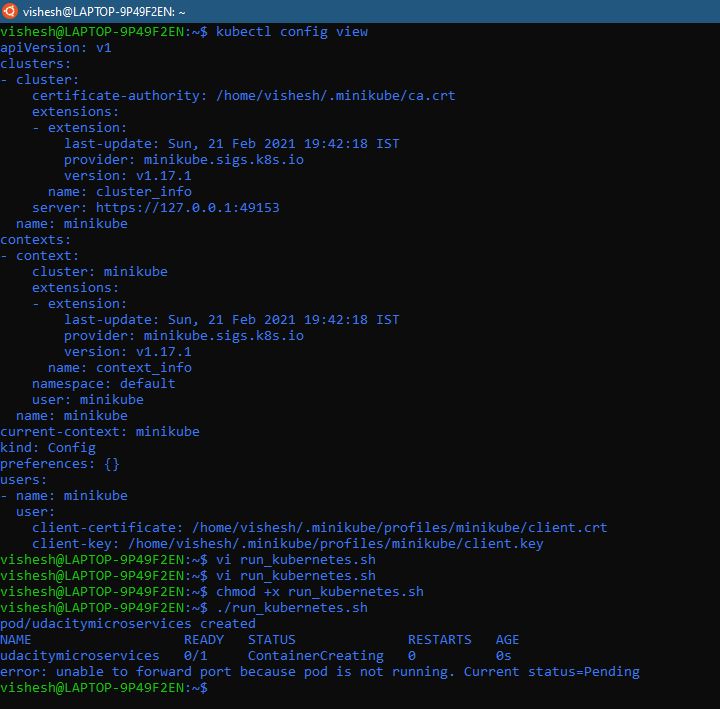 vishesh@LAPTOP-9P49F2EN: ~
vishesh@LAPTOP-9P49F2EN:~$ kubectl config view
apiVersion: v1
clusters:
- cluster:
    certificate-authority: /home/vishesh/.minikube/ca.crt
    extensions:
    - extension:
        last-update: Sun, 21 Feb 2021 19:42:18 IST
        provider: minikube.sigs.k8s.io
        version: v1.17.1
      name: cluster_info
    server: https://127.0.0.1:49153
  name: minikube
contexts:
- context:
    cluster: minikube
    extensions:
    - extension:
        last-update: Sun, 21 Feb 2021 19:42:18 IST
        provider: minikube.sigs.k8s.io
        version: v1.17.1
      name: context_info
    namespace: default
    user: minikube
  name: minikube
current-context: minikube
kind: Config
preferences: {}
users:
- name: minikube
  user:
    client-certificate: /home/vishesh/.minikube/profiles/minikube/client.crt
    client-key: /home/vishesh/.minikube/profiles/minikube/client.key
vishesh@LAPTOP-9P49F2EN:~$ vi run_kubernetes.sh
vishesh@LAPTOP-9P49F2EN:~$ vi run_kubernetes.sh
vishesh@LAPTOP-9P49F2EN:~$ chmod +x run_kubernetes.sh
vishesh@LAPTOP-9P49F2EN:~$ ./run_kubernetes.sh
pod/udacitymicroservices created
NAME                   READY   STATUS              RESTARTS   AGE
udacitymicroservices   0/1     ContainerCreating   0          0s
error: unable to forward port because pod is not running. Current status=Pending
vishesh@LAPTOP-9P49F2EN:~$